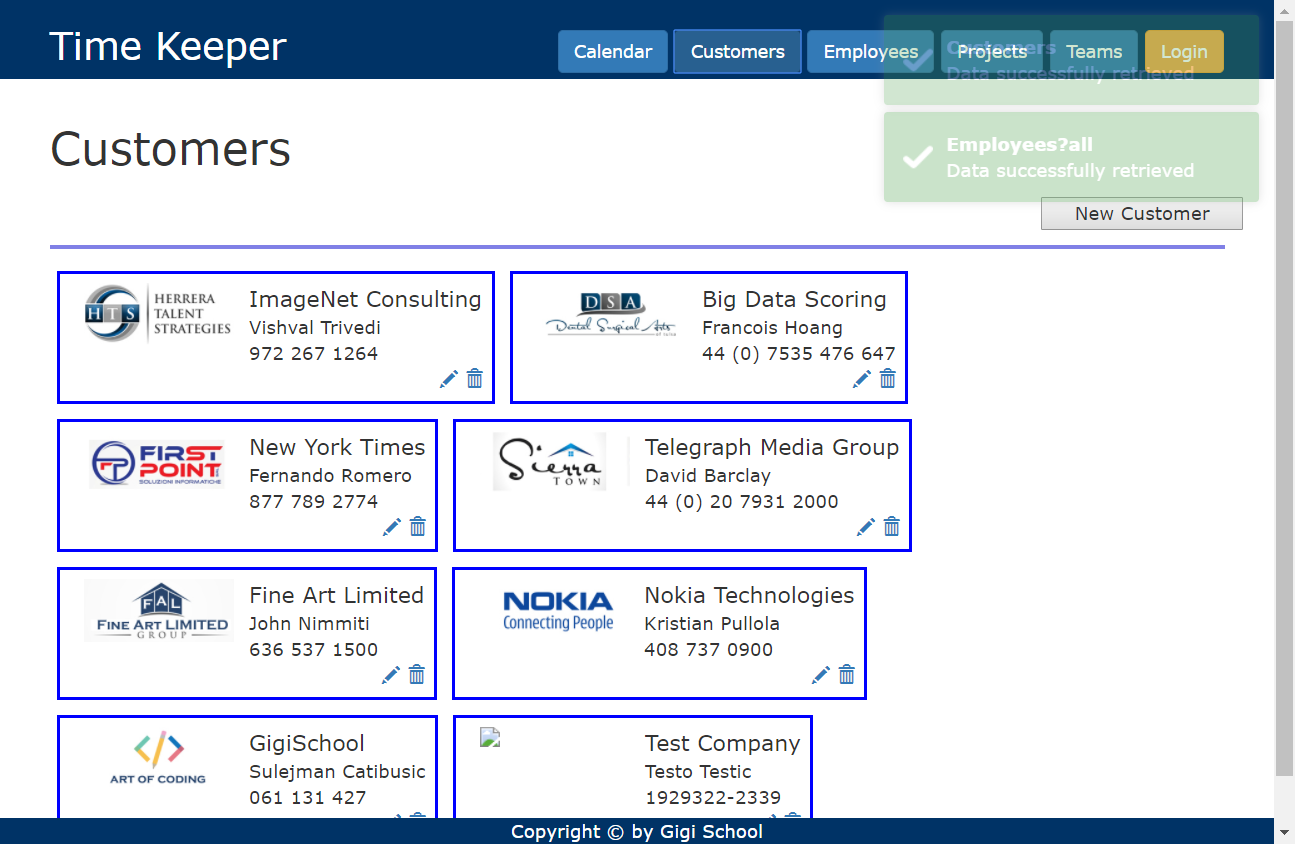 Time Keeper
Calendar
Customers
Employees
Projects
Teams
Login
Customers
Data successfully retrieved
Customers
Employees?all
Data successfully retrieved
New Customer
HTS
HERRERA
TALENT
STRATEGIES
ImageNet Consulting
Vishval Trivedi
972 267 1264
DSA
Dental Surgical Arts
Big Data Scoring
Francois Hoang
44 (0) 7535 476 647
FIRST
POINT
SOLUZIONI INFORMATICHE
New York Times
Fernando Romero
877 789 2774
Sierra
TOWN
Telegraph Media Group
David Barclay
44 (0) 20 7931 2000
FAL
FINE ART LIMITED
GROUP
Fine Art Limited
John Nimmiti
636 537 1500
NOKIA
Connecting People
Nokia Technologies
Kristian Pullola
408 737 0900
ART OF CODING
GigiSchool
Sulejman Catibusic
061 131 427
Test Company
Testo Testic
1929322-2339
Copyright © by Gigi School